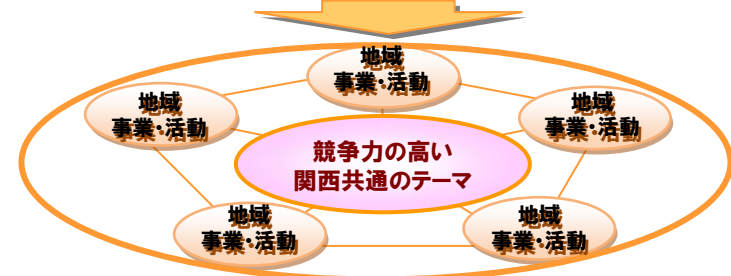 地域
事業・活動
地域
事業・活動
地域
事業・活動
競争力の高い
関西共通のテーマ
地域
事業・活動
地域
事業・活動